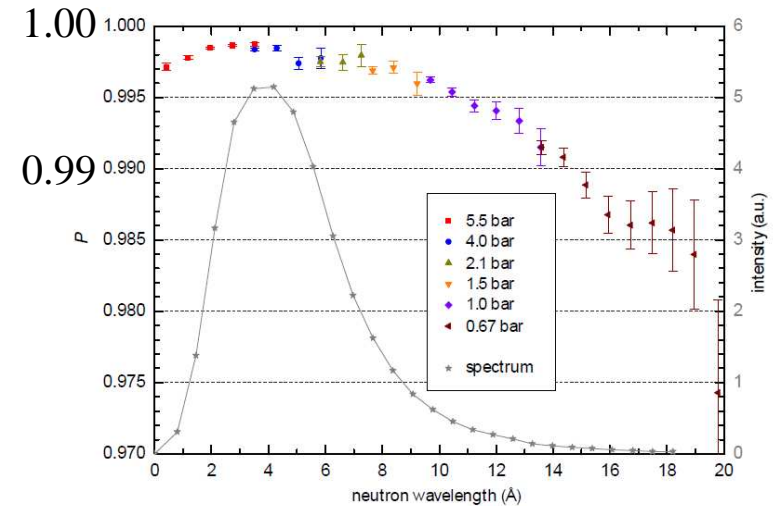 1.00
0.99
1.000
0.995
0.990
0.985
0.980
0.975
0.970
P
0 2 4 6 8 10 12 14 16 18 20
neutron wavelength (Å)
6
5
4
3
2
1
0
intensity (a.u.)
5.5 bar
4.0 bar
2.1 bar
1.5 bar
1.0 bar
0.67 bar
spectrum